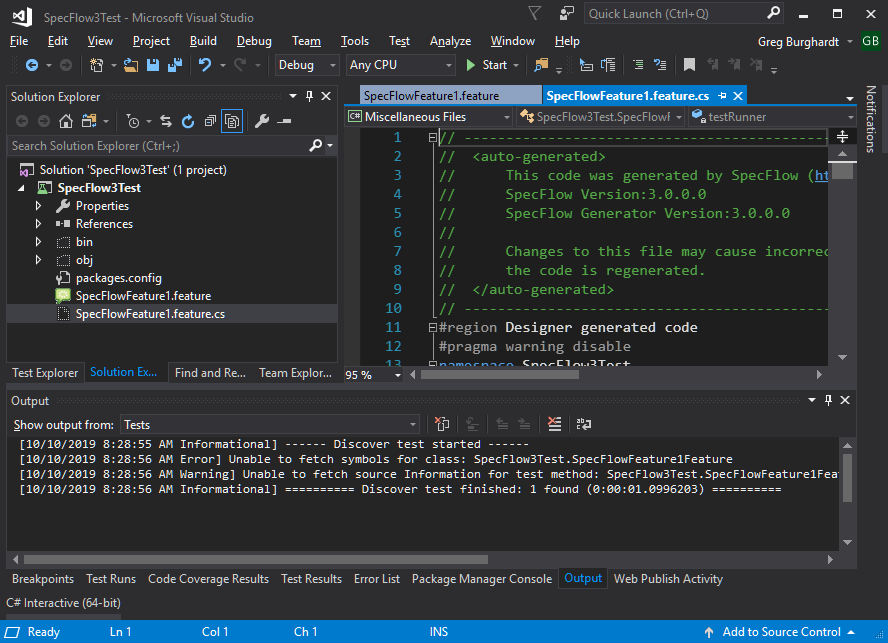 SpecFlow3Test - Microsoft Visual Studio
Quick Launch (Ctrl+Q)
File Edit View Project Build Debug Team Tools Test Analyze Window Help
Greg Burghardt GB
Debug Any CPU Start
Solution Explorer
Search Solution Explorer (Ctrl+;)
Solution 'SpecFlow3Test' (1 project)
SpecFlow3Test
Properties
References
bin
obj
packages.config
SpecFlowFeature1.feature
SpecFlowFeature1.feature.cs
Test Explorer Solution Ex... Find and Re... Team Explor...
SpecFlowFeature1.feature SpecFlowFeature1.feature.cs
C# Miscellaneous Files SpecFlow3Test.SpecFlowF testRunner
1 // --------------------------------------------
2 // <auto-generated>
3 // This code was generated by SpecFlow (ht
4 // SpecFlow Version:3.0.0.0
5 // SpecFlow Generator Version:3.0.0.0
6 //
7 // Changes to this file may cause incorrec
8 // the code is regenerated.
9 // </auto-generated>
10 // --------------------------------------------
11 #region Designer generated code
12 #pragma warning disable
13 namespace SpecFlow3Test
95 %
Notifications
Output
Show output from: Tests
[10/10/2019 8:28:55 AM Informational] ------ Discover test started ------
[10/10/2019 8:28:56 AM Error] Unable to fetch symbols for class: SpecFlow3Test.SpecFlowFeature1Feature
[10/10/2019 8:28:56 AM Warning] Unable to fetch source Information for test method: SpecFlow3Test.SpecFlowFeature1Feat
[10/10/2019 8:28:56 AM Informational] ========== Discover test finished: 1 found (0:00:01.0996203) ==========
Breakpoints Test Runs Code Coverage Results Test Results Error List Package Manager Console Output Web Publish Activity
C# Interactive (64-bit)
Ready Ln 1 Col 1 Ch 1 INS Add to Source Control